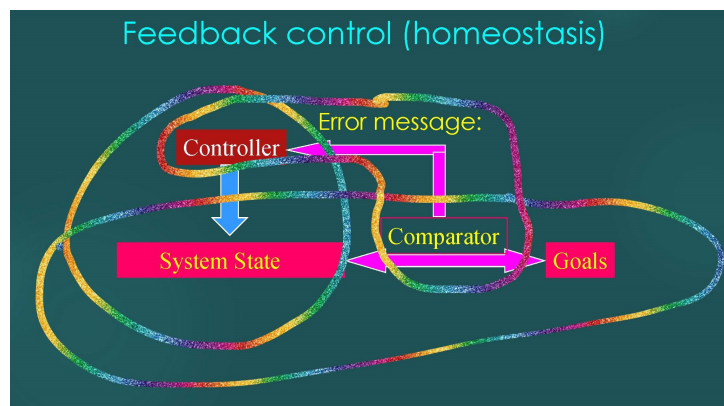 Feedback control (homeostasis)
Error message:
Controller
Comparator
System State
Goals